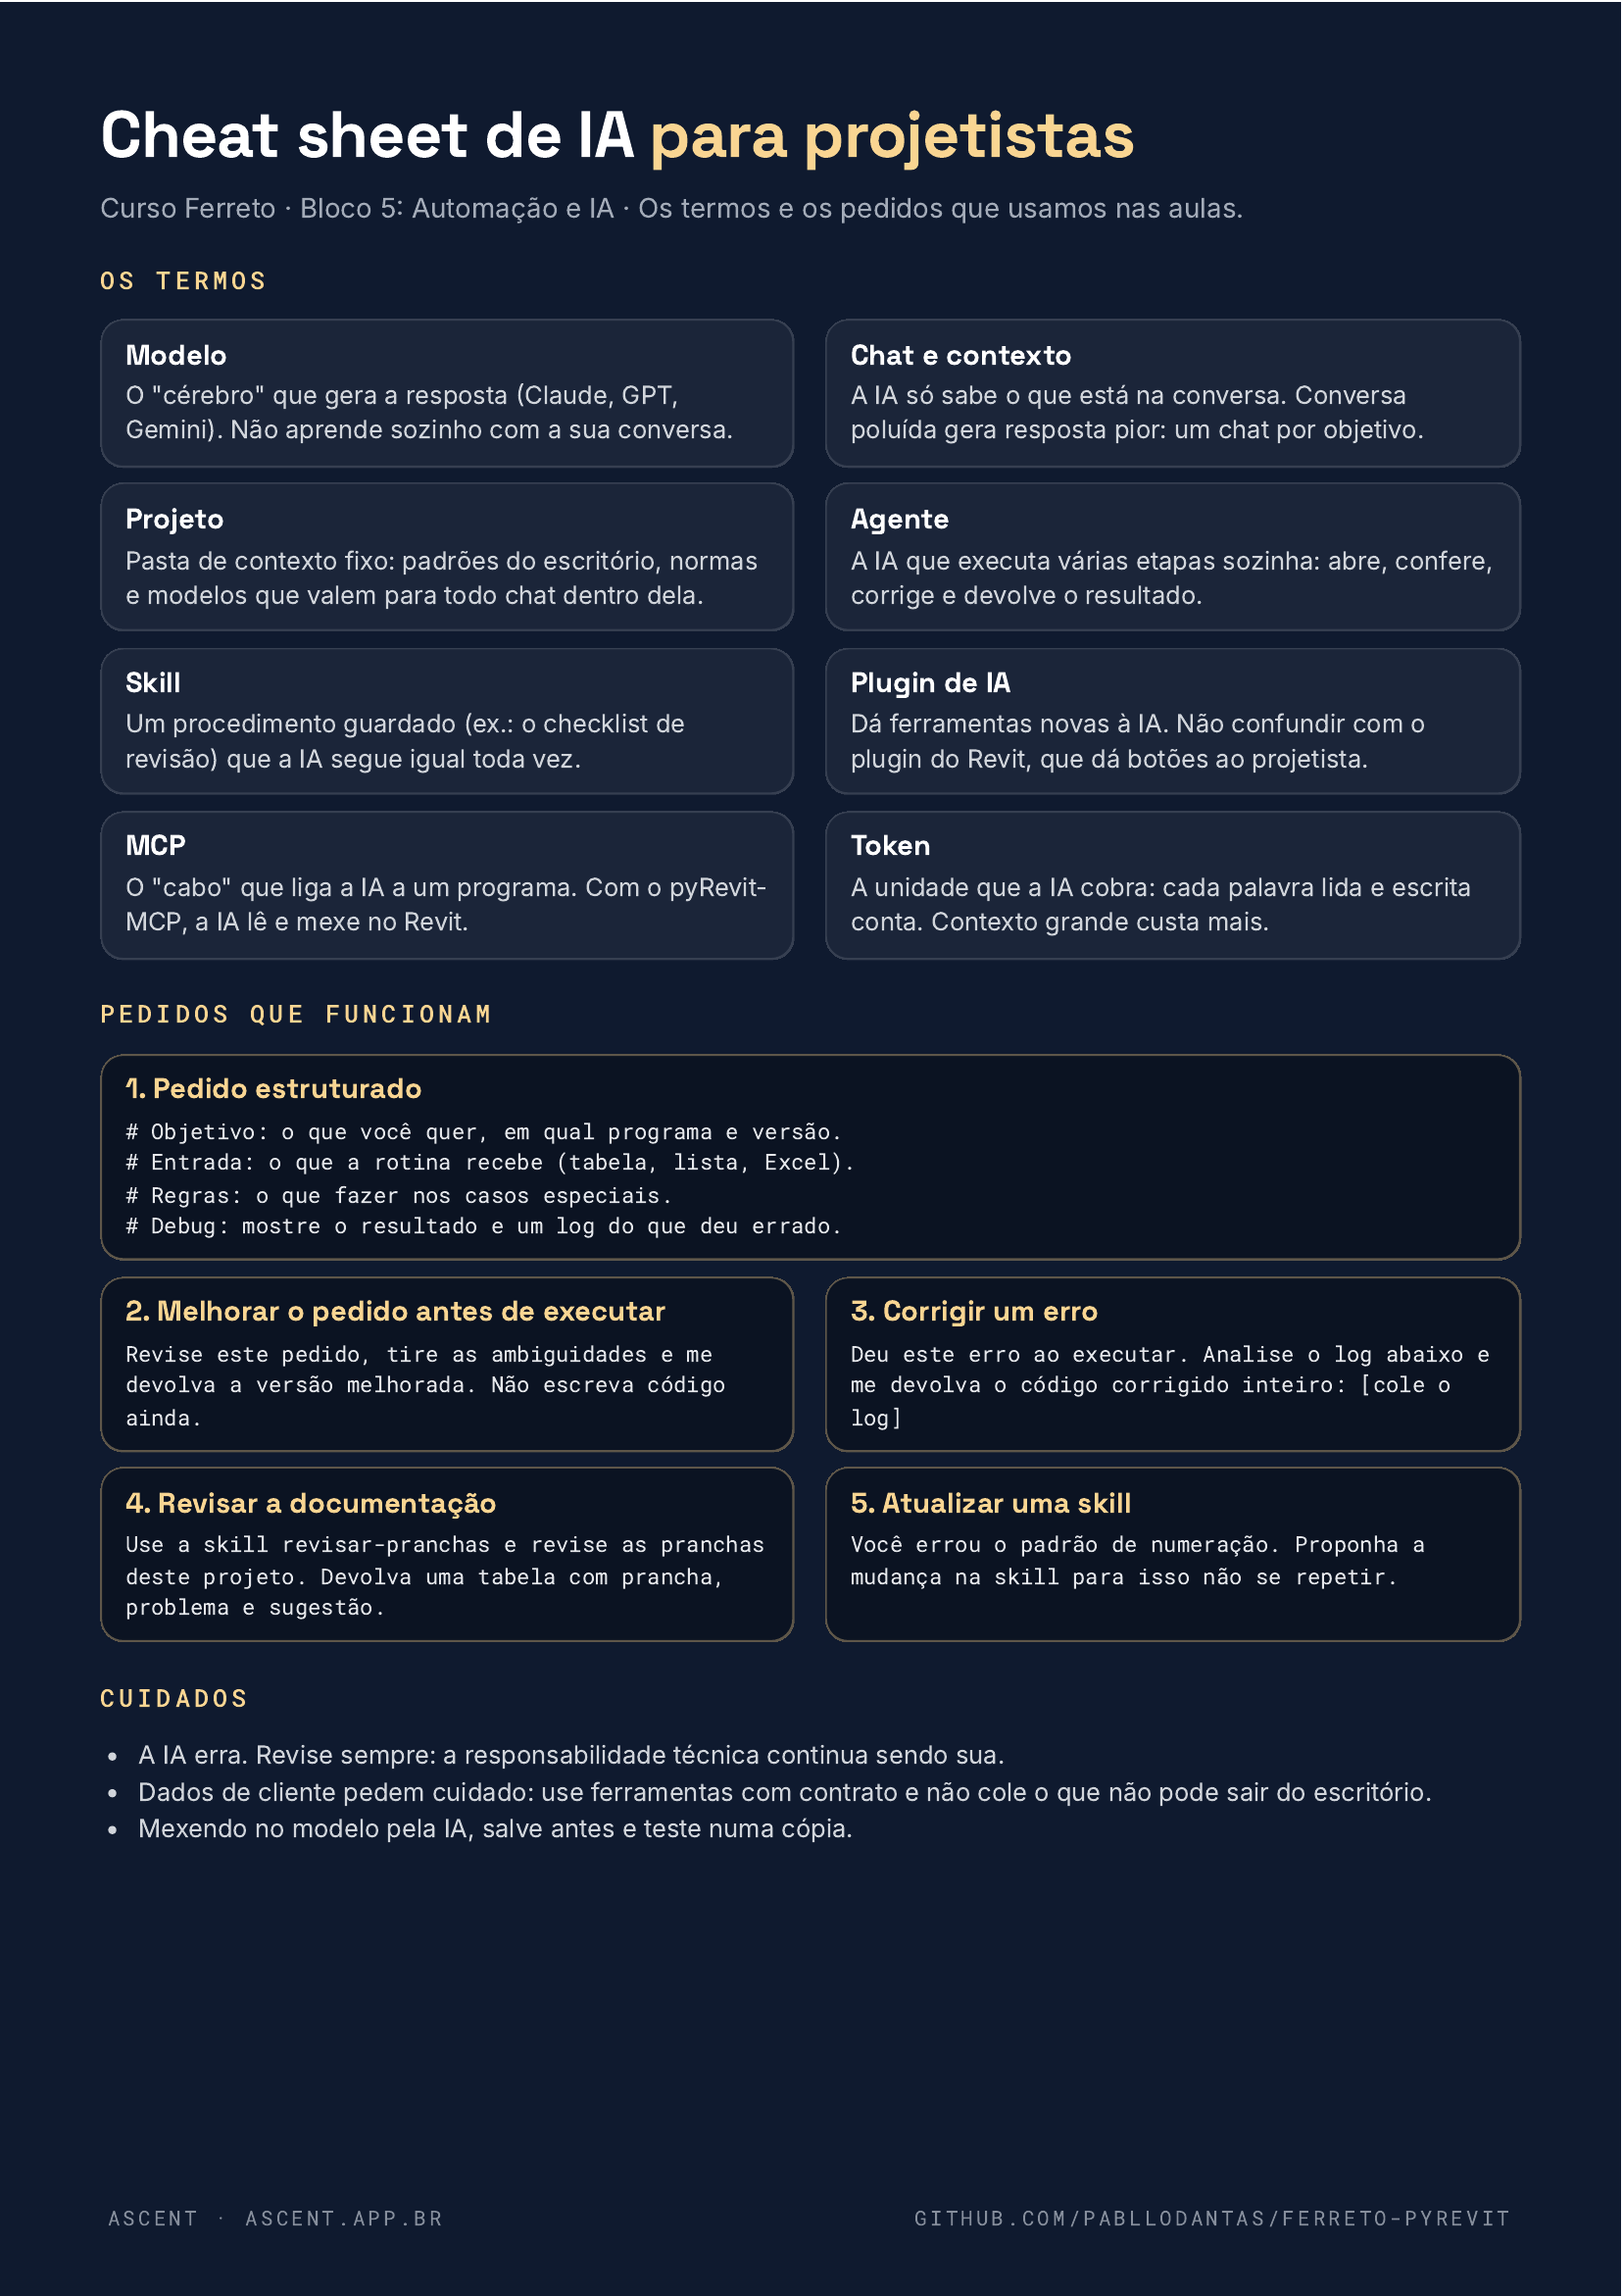 Cheat sheet de IA para projetistas
Curso Ferreto · Bloco 5: Automação e IA · Os termos e os pedidos que usamos nas aulas.
OS TERMOS
Modelo
O "cérebro" que gera a resposta (Claude, GPT,
Gemini). Não aprende sozinho com a sua conversa.
Chat e contexto
A IA só sabe o que está na conversa. Conversa
poluída gera resposta pior: um chat por objetivo.
Projeto
Pasta de contexto fixo: padrões do escritório, normas
e modelos que valem para todo chat dentro dela.
Agente
A IA que executa várias etapas sozinha: abre, confere,
corrige e devolve o resultado.
Skill
Um procedimento guardado (ex.: o checklist de
revisão) que a IA segue igual toda vez.
Plugin de IA
Dá ferramentas novas à IA. Não confundir com o
plugin do Revit, que dá botões ao projetista.
MCP
O "cabo" que liga a IA a um programa. Com o pyRevit-
MCP, a IA lê e mexe no Revit.
Token
A unidade que a IA cobra: cada palavra lida e escrita
conta. Contexto grande custa mais.
PEDIDOS QUE FUNCIONAM
1. Pedido estruturado
# Objetivo: o que você quer, em qual programa e versão.
# Entrada: o que a rotina recebe (tabela, lista, Excel).
# Regras: o que fazer nos casos especiais.
# Debug: mostre o resultado e um log do que deu errado.
2. Melhorar o pedido antes de executar
Revise este pedido, tire as ambiguidades e me
devolva a versão melhorada. Não escreva código
ainda.
3. Corrigir um erro
Deu este erro ao executar. Analise o log abaixo e
me devolva o código corrigido inteiro: [cole o
log]
4. Revisar a documentação
Use a skill revisar-pranchas e revise as pranchas
deste projeto. Devolva uma tabela com prancha,
problema e sugestão.
5. Atualizar uma skill
Você errou o padrão de numeração. Proponha a
mudança na skill para isso não se repetir.
CUIDADOS
• A IA erra. Revise sempre: a responsabilidade técnica continua sendo sua.
• Dados de cliente pedem cuidado: use ferramentas com contrato e não cole o que não pode sair do escritório.
• Mexendo no modelo pela IA, salve antes e teste numa cópia.
ASCENT · ASCENT.APP.BR
GITHUB.COM/PABLLODANTAS/FERRETO-PYREVIT